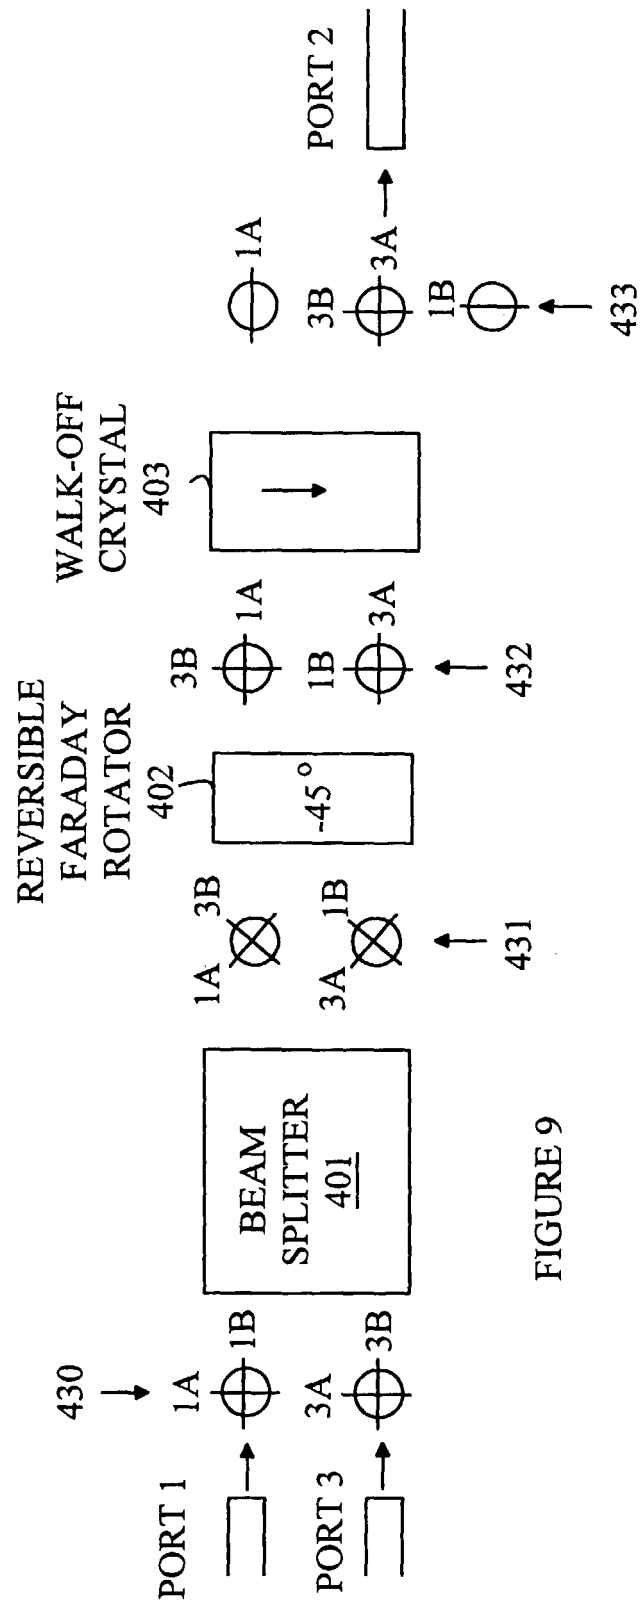 PORT 1
PORT 3
430
1A
1B
3A
3B
BEAM
SPLITTER
401
1A
3B
3A
1B
431
REVERSIBLE
FARADAY
ROTATOR
402
-45°
3B
1A
1B
3A
432
WALK-OFF
CRYSTAL
403
1A
3B
3A
1B
433
PORT 2
FIGURE 9